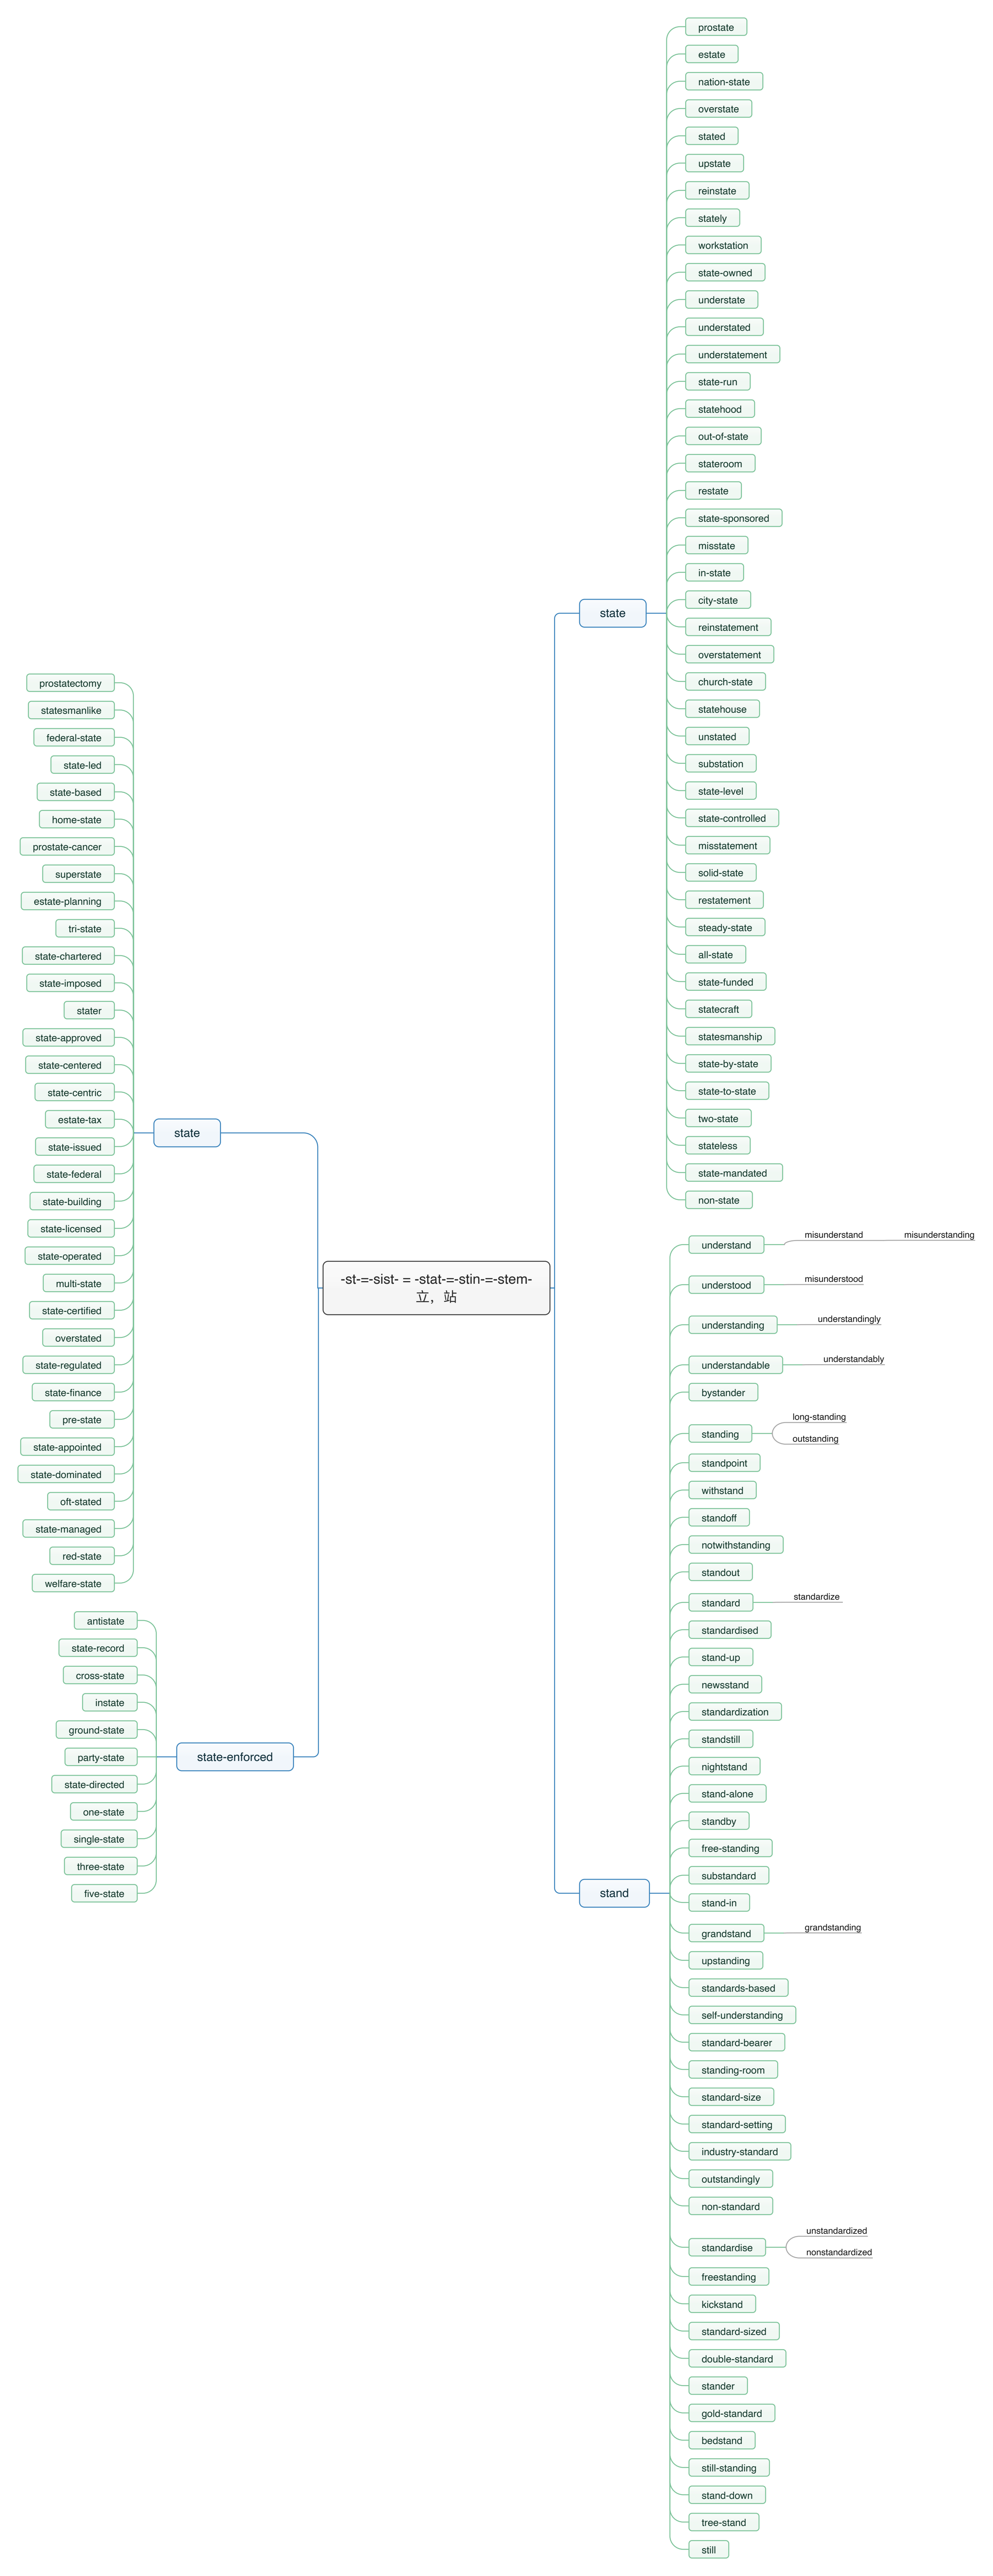 -st-=-sist- = -stat-=-stin-=-stem-
立，站
state
prostate
estate
nation-state
overstate
stated
upstate
reinstate
stately
workstation
state-owned
understate
understated
understatement
state-run
statehood
out-of-state
stateroom
restate
state-sponsored
misstate
in-state
city-state
reinstatement
overstatement
church-state
statehouse
unstated
substation
state-level
state-controlled
misstatement
solid-state
restatement
steady-state
all-state
state-funded
statecraft
statesmanship
state-by-state
state-to-state
two-state
stateless
state-mandated
non-state
stand
understand
misunderstand
misunderstanding
understood
misunderstood
understanding
understandingly
understandable
understandably
bystander
standing
long-standing
outstanding
standpoint
withstand
standoff
notwithstanding
standout
standard
standardize
standardised
stand-up
newsstand
standardization
standstill
nightstand
stand-alone
standby
free-standing
substandard
stand-in
grandstand
grandstanding
upstanding
standards-based
self-understanding
standard-bearer
standing-room
standard-size
standard-setting
industry-standard
outstandingly
non-standard
standardise
unstandardized
nonstandardized
freestanding
kickstand
standard-sized
double-standard
stander
gold-standard
bedstand
still-standing
stand-down
tree-stand
still
state
prostatectomy
statesmanlike
federal-state
state-led
state-based
home-state
prostate-cancer
superstate
estate-planning
tri-state
state-chartered
state-imposed
stater
state-approved
state-centered
state-centric
estate-tax
state-issued
state-federal
state-building
state-licensed
state-operated
multi-state
state-certified
overstated
state-regulated
state-finance
pre-state
state-appointed
state-dominated
oft-stated
state-managed
red-state
welfare-state
state-enforced
antistate
state-record
cross-state
instate
ground-state
party-state
state-directed
one-state
single-state
three-state
five-state